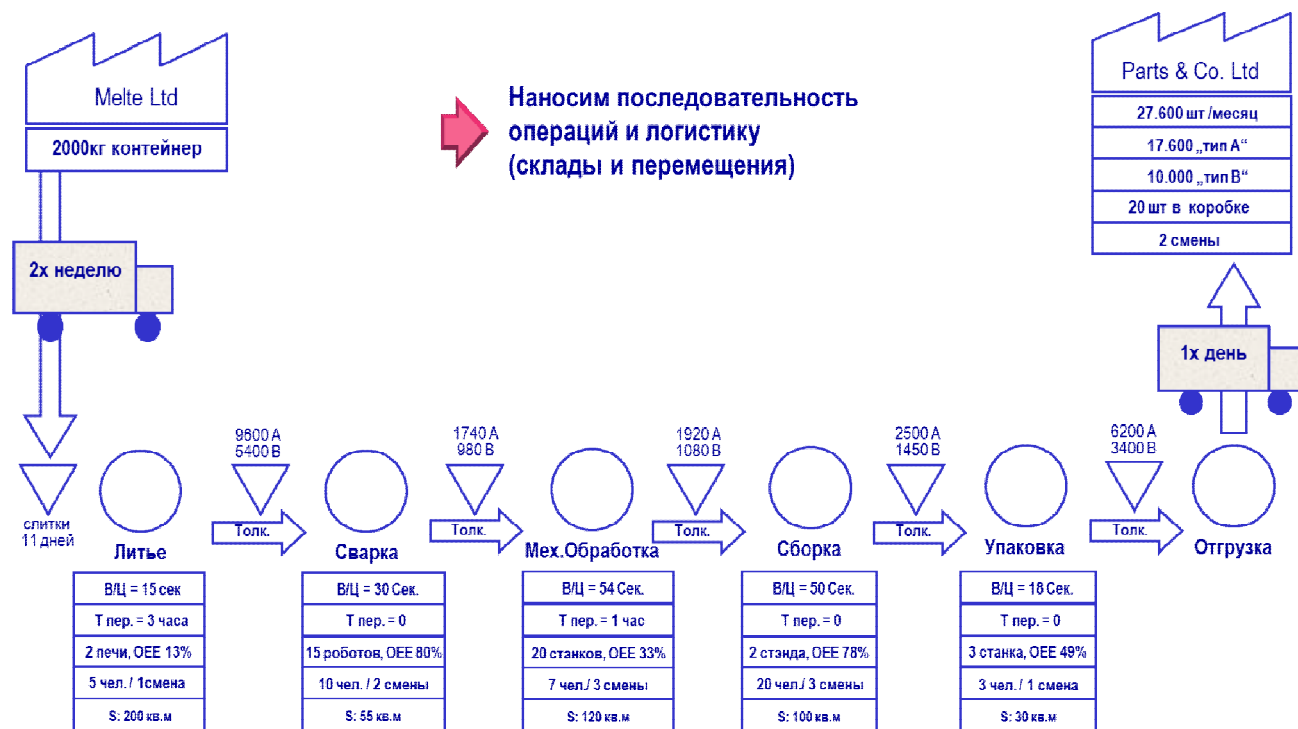 Melte Ltd
2000кг контейнер
2х неделю
Наносим последовательность
операций и логистику
(склады и перемещения)
Parts & Co. Ltd
27.600 шт /месяц
17.600 „тип А“
10.000 „тип В“
20 шт в коробке
2 смены
1х день
слитки
11 дней
Литье
9600 А
5400 В
Толк.
Сварка
1740 А
980 В
Толк.
Мех.Обработка
1920 А
1080 В
Толк.
Сборка
2500 А
1450 В
Толк.
Упаковка
6200 А
3400 В
Толк.
Отгрузка
В/Ц = 15 сек
Т пер. = 3 часа
2 печи, OEE 13%
5 чел. / 1смена
S: 200 кв.м
В/Ц = 30 Сек.
Т пер. = 0
15 роботов, OEE 80%
10 чел. / 2 смены
S: 55 кв.м
В/Ц = 54 Сек.
Т пер. = 1 час
20 станков, OEE 33%
7 чел./ 3 смены
S: 120 кв.м
В/Ц = 50 Сек.
Т пер. = 0
2 стэнда, OEE 78%
20 чел./ 3 смены
S: 100 кв.м
В/Ц = 18 Сек.
Т пер. = 0
3 станка, OEE 49%
3 чел. / 1 смена
S: 30 кв.м